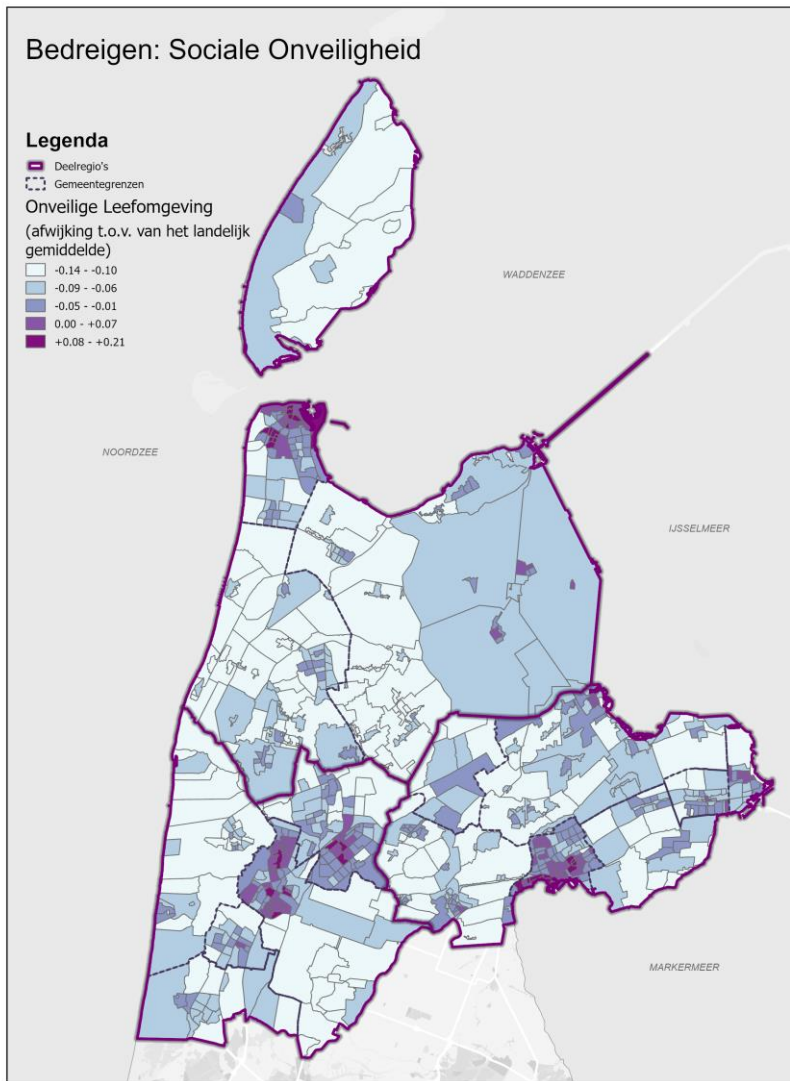 Bedreigen: Sociale Onveiligheid
Legenda
Deelregio's
Gemeentegrenzen
Onveilige Leefomgeving
(afwijking t.o.v. van het landelijk
gemiddelde)
-0.14 - -0.10
-0.09 - -0.06
-0.05 - -0.01
0.00 - +0.07
+0.08 - +0.21
WADDENZEE
NOORDZEE
IJSSELMEER
MARKERMEER